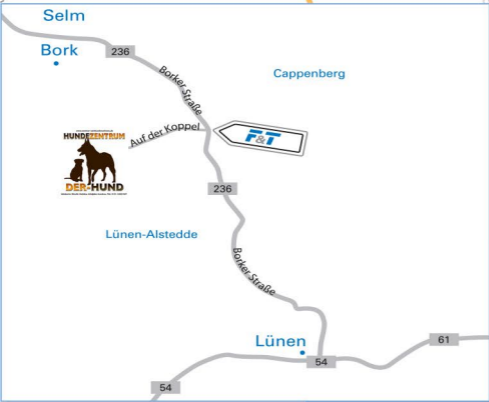 Selm
Bork
236
Borker Straße
Cappenberg
Auf der Koppel
F&T
HUNDEZENTRUM
DER-HUND
236
Lünen-Alstedde
Borker Straße
Lünen
61
54
54